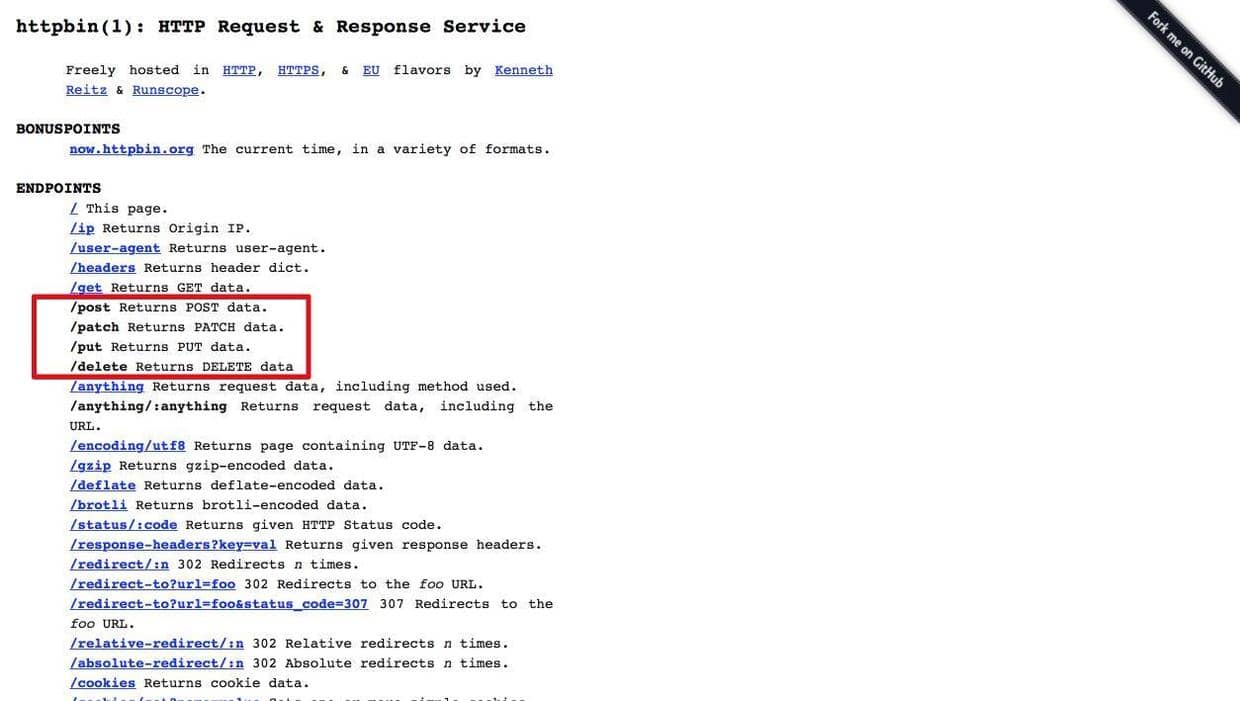 httpbin(1): HTTP Request & Response Service
Fork me on GitHub
Freely hosted in HTTP, HTTPS, & EU flavors by Kenneth
Reitz & Runscope.
BONUSPOINTS
now.httpbin.org The current time, in a variety of formats.
ENDPOINTS
/ This page.
/ip Returns Origin IP.
/user-agent Returns user-agent.
/headers Returns header dict.
/get Returns GET data.
/post Returns POST data.
/patch Returns PATCH data.
/put Returns PUT data.
/delete Returns DELETE data
/anything Returns request data, including method used.
/anything/:anything Returns request data, including the
URL.
/encoding/utf8 Returns page containing UTF-8 data.
/gzip Returns gzip-encoded data.
/deflate Returns deflate-encoded data.
/brotli Returns brotli-encoded data.
/status/:code Returns given HTTP Status code.
/response-headers?key=val Returns given response headers.
/redirect/:n 302 Redirects n times.
/redirect-to?url=foo 302 Redirects to the foo URL.
/redirect-to?url=foo&status_code=307 307 Redirects to the
foo URL.
/relative-redirect/:n 302 Relative redirects n times.
/absolute-redirect/:n 302 Absolute redirects n times.
/cookies Returns cookie data.